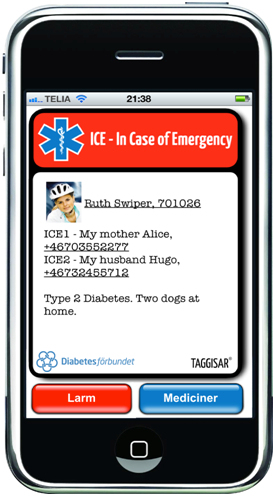 TELIA 21:38
ICE - In Case of Emergency
Ruth Swiper, 701026
ICE1 - My mother Alice,
+46703552277
ICE2 - My husband Hugo,
+46732455712
Type 2 Diabetes. Two dogs at
home.
Diabetesförbundet TAGGISAR®
Larm Mediciner